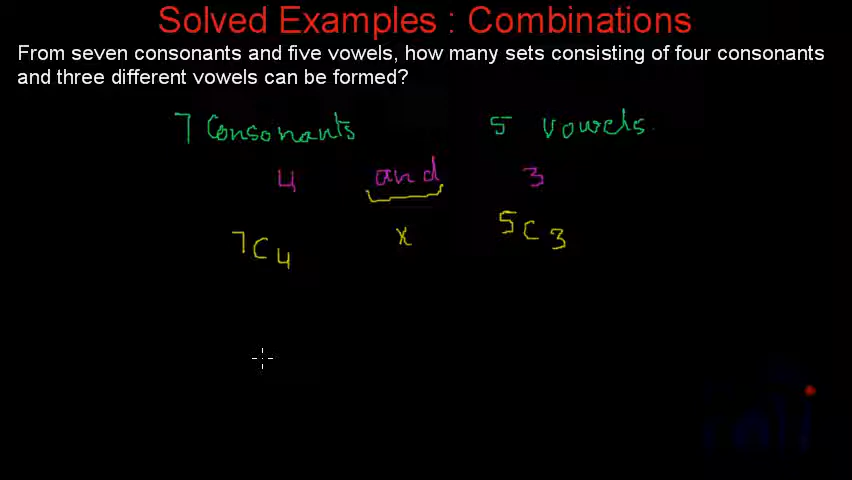 Solved Examples : Combinations
From seven consonants and five vowels, how many sets consisting of four consonants
and three different vowels can be formed?
7 Consonants 5 vowels.
4 and 3
7C4 x 5C3